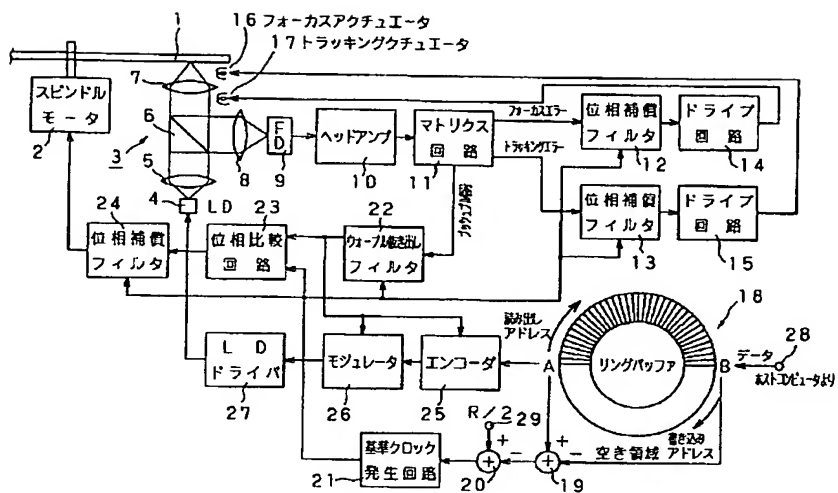 16 フォーカスアクチュエータ
17 トラッキングクチュエータ
1
スピンドル
モータ
2
7
6
3
5
4
LD
8
PD
9
ヘッドアンプ
10
マトリクス
回路
11
フォーカスエラー
トラッキングエラー
プッシュプル信号
位相補償
フィルタ
12
ドライブ
回路
14
位相補償
フィルタ
13
ドライブ
回路
15
24
位相補償
フィルタ
23
位相比較
回路
22
ウォーブル抜き出し
フィルタ
LD
ドライバ
27
モジュレータ
26
エンコーダ
25
読み出し
アドレス
A
リングバッファ
B
18
データ
28
ホストコンピュータより
書き込み
アドレス
空き領域
R/2
29
基準クロック
発生回路
21
+
−
+
20
+
−
+
19